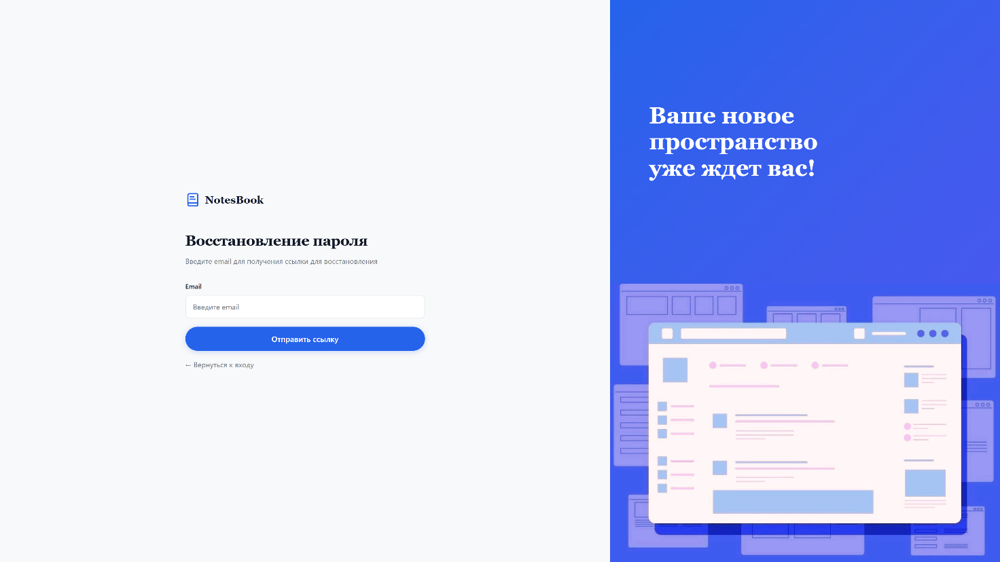 NotesBook
Восстановление пароля
Введите email для получения ссылки для восстановления
Email
Введите email
Отправить ссылку
← Вернуться к входу
Ваше новое
пространство
уже ждет вас!